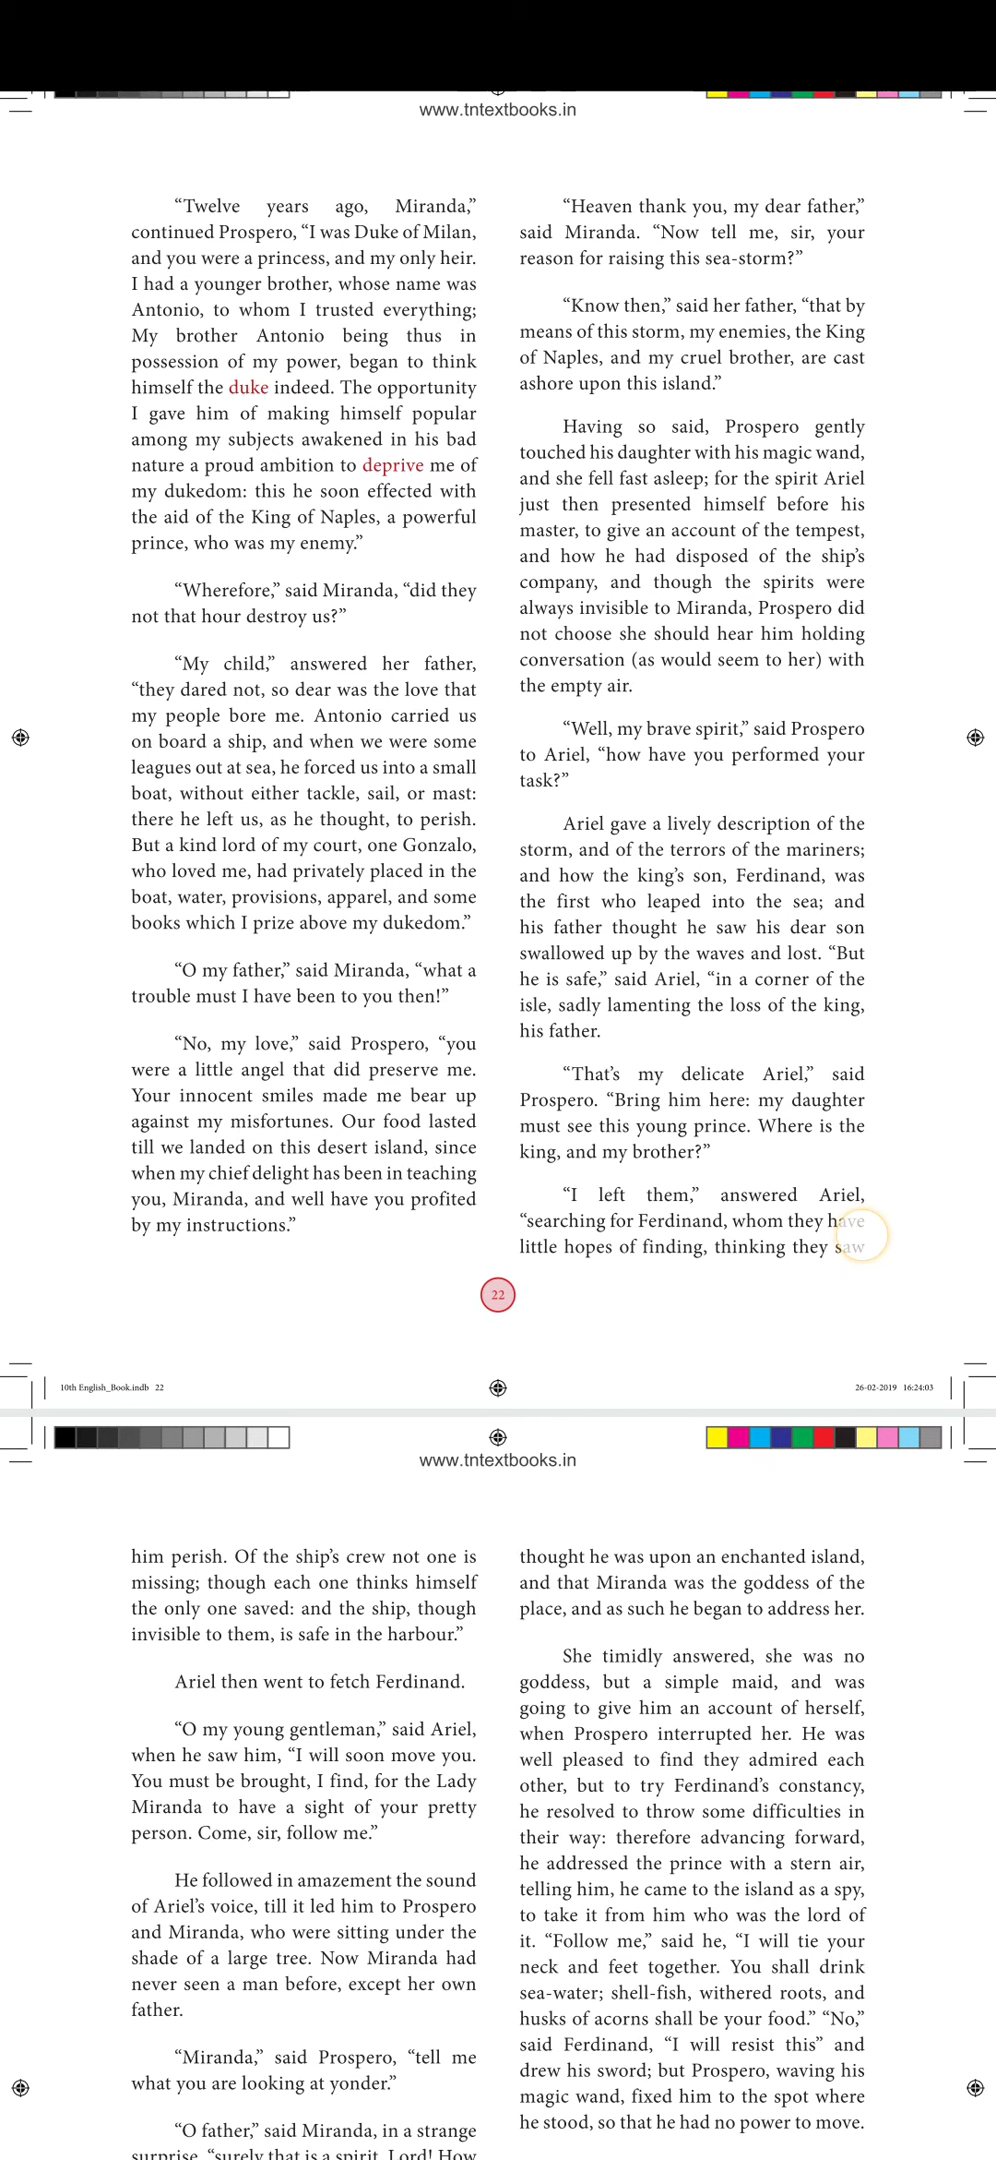 www.tntextbooks.in
“Twelve years ago, Miranda,”
continued Prospero, “I was Duke of Milan,
and you were a princess, and my only heir.
I had a younger brother, whose name was
Antonio, to whom I trusted everything;
My brother Antonio being thus in
possession of my power, began to think
himself the duke indeed. The opportunity
I gave him of making himself popular
among my subjects awakened in his bad
nature a proud ambition to deprive me of
my dukedom: this he soon effected with
the aid of the King of Naples, a powerful
prince, who was my enemy.”
“Wherefore,” said Miranda, “did they
not that hour destroy us?”
“My child,” answered her father,
“they dared not, so dear was the love that
my people bore me. Antonio carried us
on board a ship, and when we were some
leagues out at sea, he forced us into a small
boat, without either tackle, sail, or mast:
there he left us, as he thought, to perish.
But a kind lord of my court, one Gonzalo,
who loved me, had privately placed in the
boat, water, provisions, apparel, and some
books which I prize above my dukedom.”
“O my father,” said Miranda, “what a
trouble must I have been to you then!”
“No, my love,” said Prospero, “you
were a little angel that did preserve me.
Your innocent smiles made me bear up
against my misfortunes. Our food lasted
till we landed on this desert island, since
when my chief delight has been in teaching
you, Miranda, and well have you profited
by my instructions.”
“Heaven thank you, my dear father,”
said Miranda. “Now tell me, sir, your
reason for raising this sea-storm?”
“Know then,” said her father, “that by
means of this storm, my enemies, the King
of Naples, and my cruel brother, are cast
ashore upon this island.”
Having so said, Prospero gently
touched his daughter with his magic wand,
and she fell fast asleep; for the spirit Ariel
just then presented himself before his
master, to give an account of the tempest,
and how he had disposed of the ship’s
company, and though the spirits were
always invisible to Miranda, Prospero did
not choose she should hear him holding
conversation (as would seem to her) with
the empty air.
“Well, my brave spirit,” said Prospero
to Ariel, “how have you performed your
task?”
Ariel gave a lively description of the
storm, and of the terrors of the mariners;
and how the king’s son, Ferdinand, was
the first who leaped into the sea; and
his father thought he saw his dear son
swallowed up by the waves and lost. “But
he is safe,” said Ariel, “in a corner of the
isle, sadly lamenting the loss of the king,
his father.
“That’s my delicate Ariel,” said
Prospero. “Bring him here: my daughter
must see this young prince. Where is the
king, and my brother?”
“I left them,” answered Ariel,
“searching for Ferdinand, whom they have
little hopes of finding, thinking they saw
22
10th English_Book.indb 22
26-02-2019 16:24:03
www.tntextbooks.in
him perish. Of the ship’s crew not one is
missing; though each one thinks himself
the only one saved: and the ship, though
invisible to them, is safe in the harbour.”
Ariel then went to fetch Ferdinand.
“O my young gentleman,” said Ariel,
when he saw him, “I will soon move you.
You must be brought, I find, for the Lady
Miranda to have a sight of your pretty
person. Come, sir, follow me.”
He followed in amazement the sound
of Ariel’s voice, till it led him to Prospero
and Miranda, who were sitting under the
shade of a large tree. Now Miranda had
never seen a man before, except her own
father.
“Miranda,” said Prospero, “tell me
what you are looking at yonder.”
“O father,” said Miranda, in a strange
surprise, “surely that is a spirit. Lord! How
thought he was upon an enchanted island,
and that Miranda was the goddess of the
place, and as such he began to address her.
She timidly answered, she was no
goddess, but a simple maid, and was
going to give him an account of herself,
when Prospero interrupted her. He was
well pleased to find they admired each
other, but to try Ferdinand’s constancy,
he resolved to throw some difficulties in
their way: therefore advancing forward,
he addressed the prince with a stern air,
telling him, he came to the island as a spy,
to take it from him who was the lord of
it. “Follow me,” said he, “I will tie your
neck and feet together. You shall drink
sea-water; shell-fish, withered roots, and
husks of acorns shall be your food.” “No,”
said Ferdinand, “I will resist this” and
drew his sword; but Prospero, waving his
magic wand, fixed him to the spot where
he stood, so that he had no power to move.